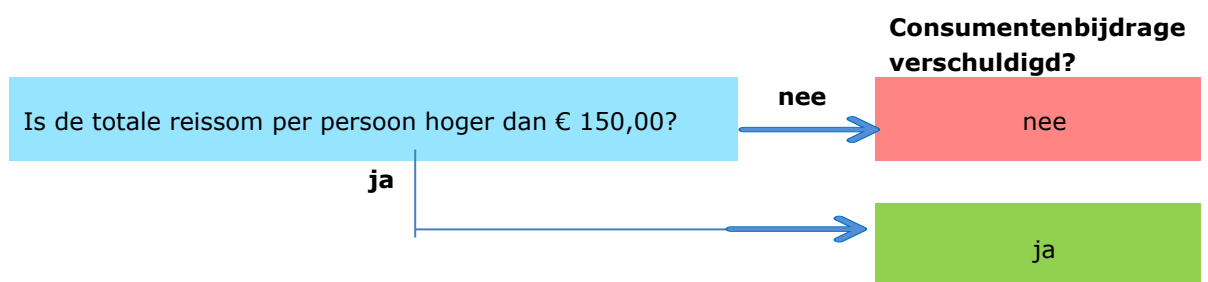 Consumentenbijdrage
verschuldigd?
Is de totale reissom per persoon hoger dan € 150,00?
nee
nee
ja
ja